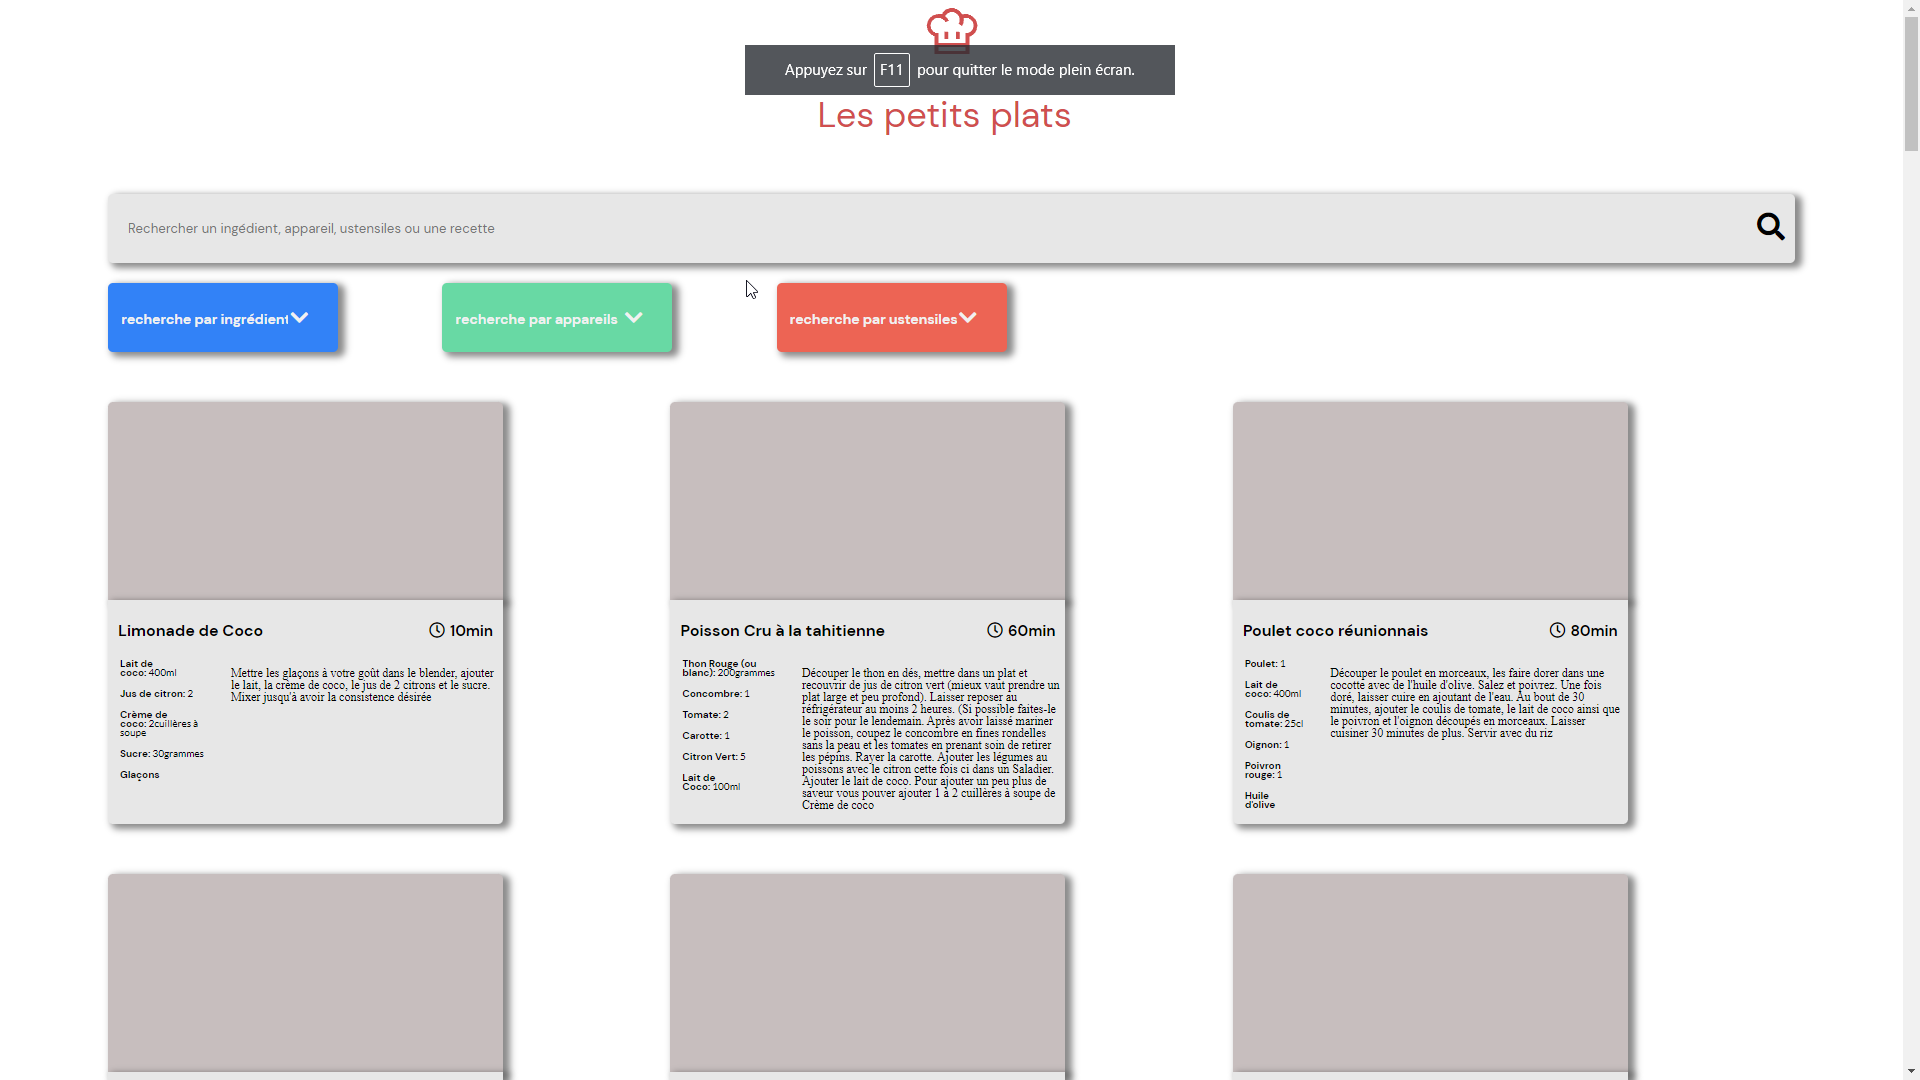 Appuyez sur F11 pour quitter le mode plein écran.
Les petits plats
Rechercher un ingédient, appareil, ustensiles ou une recette
recherche par ingrédient
recherche par appareils
recherche par ustensiles
Limonade de Coco
10min
Lait de
coco: 400ml
Jus de citron: 2
Crème de
coco: 2cuillères à
soupe
Sucre: 30grammes
Glaçons
Mettre les glaçons à votre goût dans le blender, ajouter
le lait, la crème de coco, le jus de 2 citrons et le sucre.
Mixer jusqu'à avoir la consistence désirée
Poisson Cru à la tahitienne
60min
Thon Rouge (ou
blanc): 200grammes
Concombre: 1
Tomate: 2
Carotte: 1
Citron Vert: 5
Lait de
Coco: 100ml
Découper le thon en dés, mettre dans un plat et
recouvrir de jus de citron vert (mieux vaut prendre un
plat large et peu profond). Laisser reposer au
réfrigérateur au moins 2 heures. (Si possible faites-le
le soir pour le lendemain. Après avoir laissé mariner
le poisson, coupez le concombre en fines rondelles
sans la peau et les tomates en prenant soin de retirer
les pépins. Rayer la carotte. Ajouter les légumes au
poissons avec le citron cette fois ci dans un Saladier.
Ajouter le lait de coco. Pour ajouter un peu plus de
saveur vous pouver ajouter 1 à 2 cuillères à soupe de
Crème de coco
Poulet coco réunionnais
80min
Poulet: 1
Lait de
coco: 400ml
Coulis de
tomate: 25cl
Oignon: 1
Poivron
rouge: 1
Huile
d'olive
Découper le poulet en morceaux, les faire dorer dans une
cocotte avec de l'huile d'olive. Salez et poivrez. Une fois
doré, laisser cuire en ajoutant de l'eau. Au bout de 30
minutes, ajouter le coulis de tomate, le lait de coco ainsi que
le poivron et l'oignon découpés en morceaux. Laisser
cuisiner 30 minutes de plus. Servir avec du riz